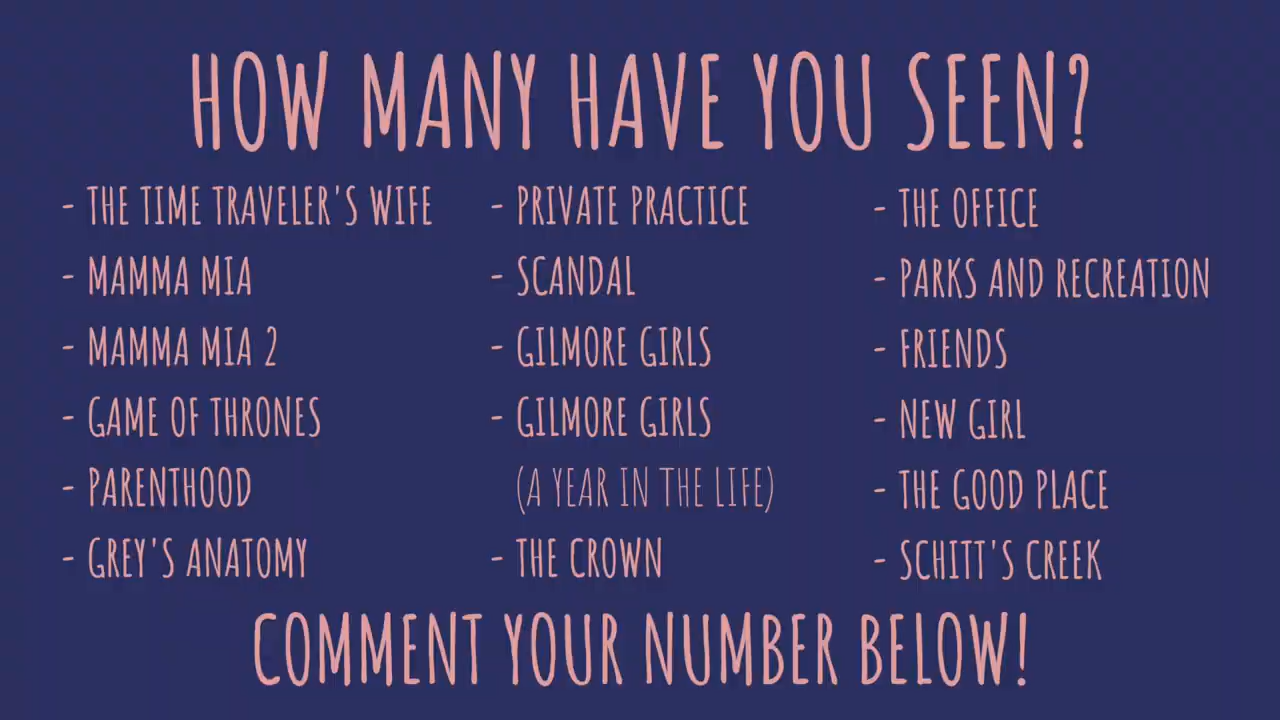 HOW MANY HAVE YOU SEEN?
- THE TIME TRAVELER'S WIFE
- MAMMA MIA
- MAMMA MIA 2
- GAME OF THRONES
- PARENTHOOD
- GREY'S ANATOMY
- PRIVATE PRACTICE
- SCANDAL
- GILMORE GIRLS
- GILMORE GIRLS
(A YEAR IN THE LIFE)
- THE CROWN
- THE OFFICE
- PARKS AND RECREATION
- FRIENDS
- NEW GIRL
- THE GOOD PLACE
- SCHITT'S CREEK
COMMENT YOUR NUMBER BELOW!